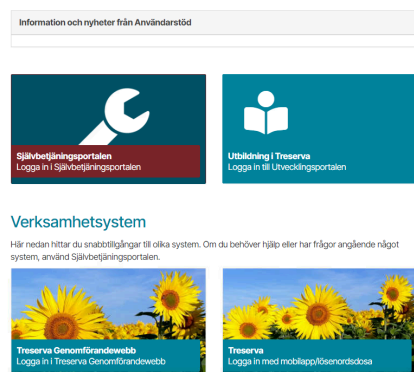 Information och nyheter från Användarstöd
Självbetjäningsportalen
Logga in i Självbetjäningsportalen
Utbildning i Treserva
Logga in till Utvecklingsportalen
Verksamhetsystem
Här nedan hittar du snabbtillgångar till olika system. Om du behöver hjälp eller har frågor angående något
system, använd Självbetjäningsportalen.
Treserva Genomförandewebb
Logga in i Treserva Genomförandewebb
Treserva
Logga in med mobilapp/lösenordsdosa